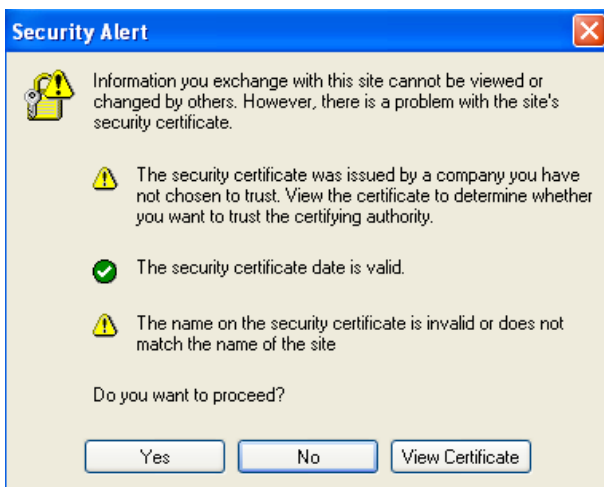 Security Alert
Information you exchange with this site cannot be viewed or
changed by others. However, there is a problem with the site's
security certificate.
The security certificate was issued by a company you have
not chosen to trust. View the certificate to determine whether
you want to trust the certifying authority.
The security certificate date is valid.
The name on the security certificate is invalid or does not
match the name of the site
Do you want to proceed?
Yes
No
View Certificate